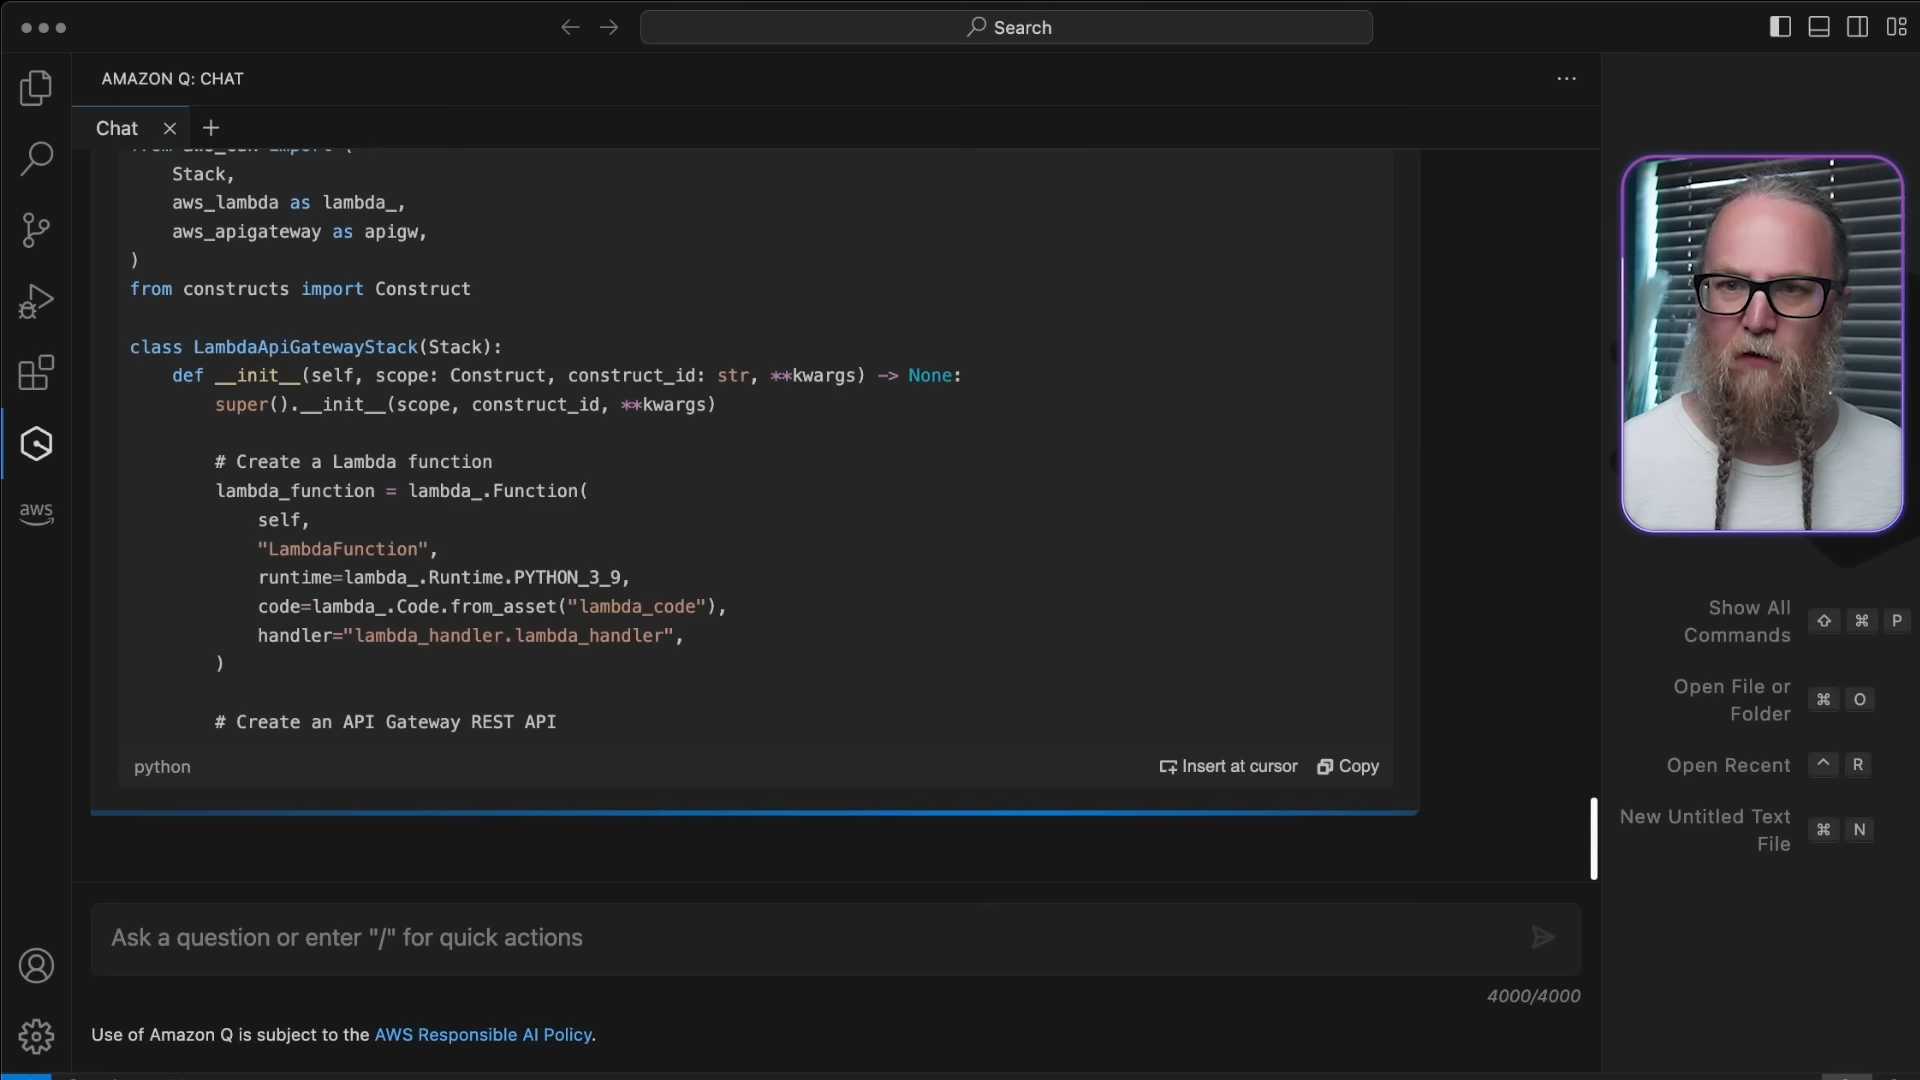 Search
AMAZON Q: CHAT
Chat
Stack,
aws_lambda as lambda_,
aws_apigateway as apigw,
)
from constructs import Construct
class LambdaApiGatewayStack(Stack):
def __init__(self, scope: Construct, construct_id: str, **kwargs) -> None:
super().__init__(scope, construct_id, **kwargs)
# Create a Lambda function
lambda_function = lambda_.Function(
self,
"LambdaFunction",
runtime=lambda_.Runtime.PYTHON_3_9,
code=lambda_.Code.from_asset("lambda_code"),
handler="lambda_handler.lambda_handler",
)
# Create an API Gateway REST API
python
Insert at cursor
Copy
Ask a question or enter "/" for quick actions
4000/4000
Use of Amazon Q is subject to the AWS Responsible AI Policy.
aws
Show All
Commands
⌘ P
Open File or
Folder
⌘ O
Open Recent
^ R
New Untitled Text
File
⌘ N